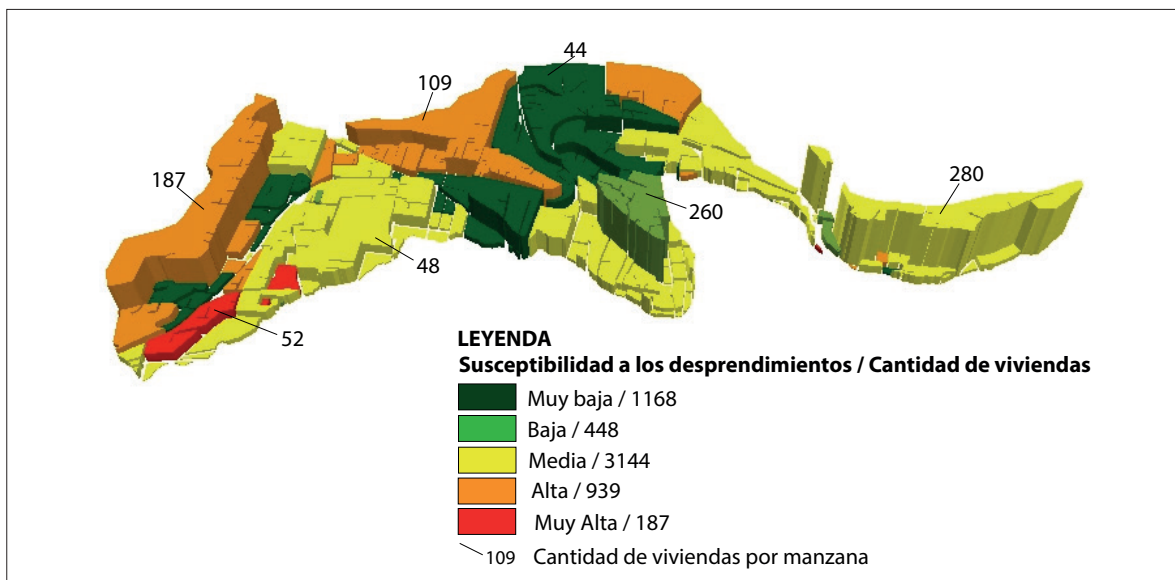 44
109
187
280
260
48
52
LEYENDA
Susceptibilidad a los desprendimientos / Cantidad de viviendas
Muy baja / 1168
Baja / 448
Media / 3144
Alta / 939
Muy Alta / 187
109 Cantidad de viviendas por manzana